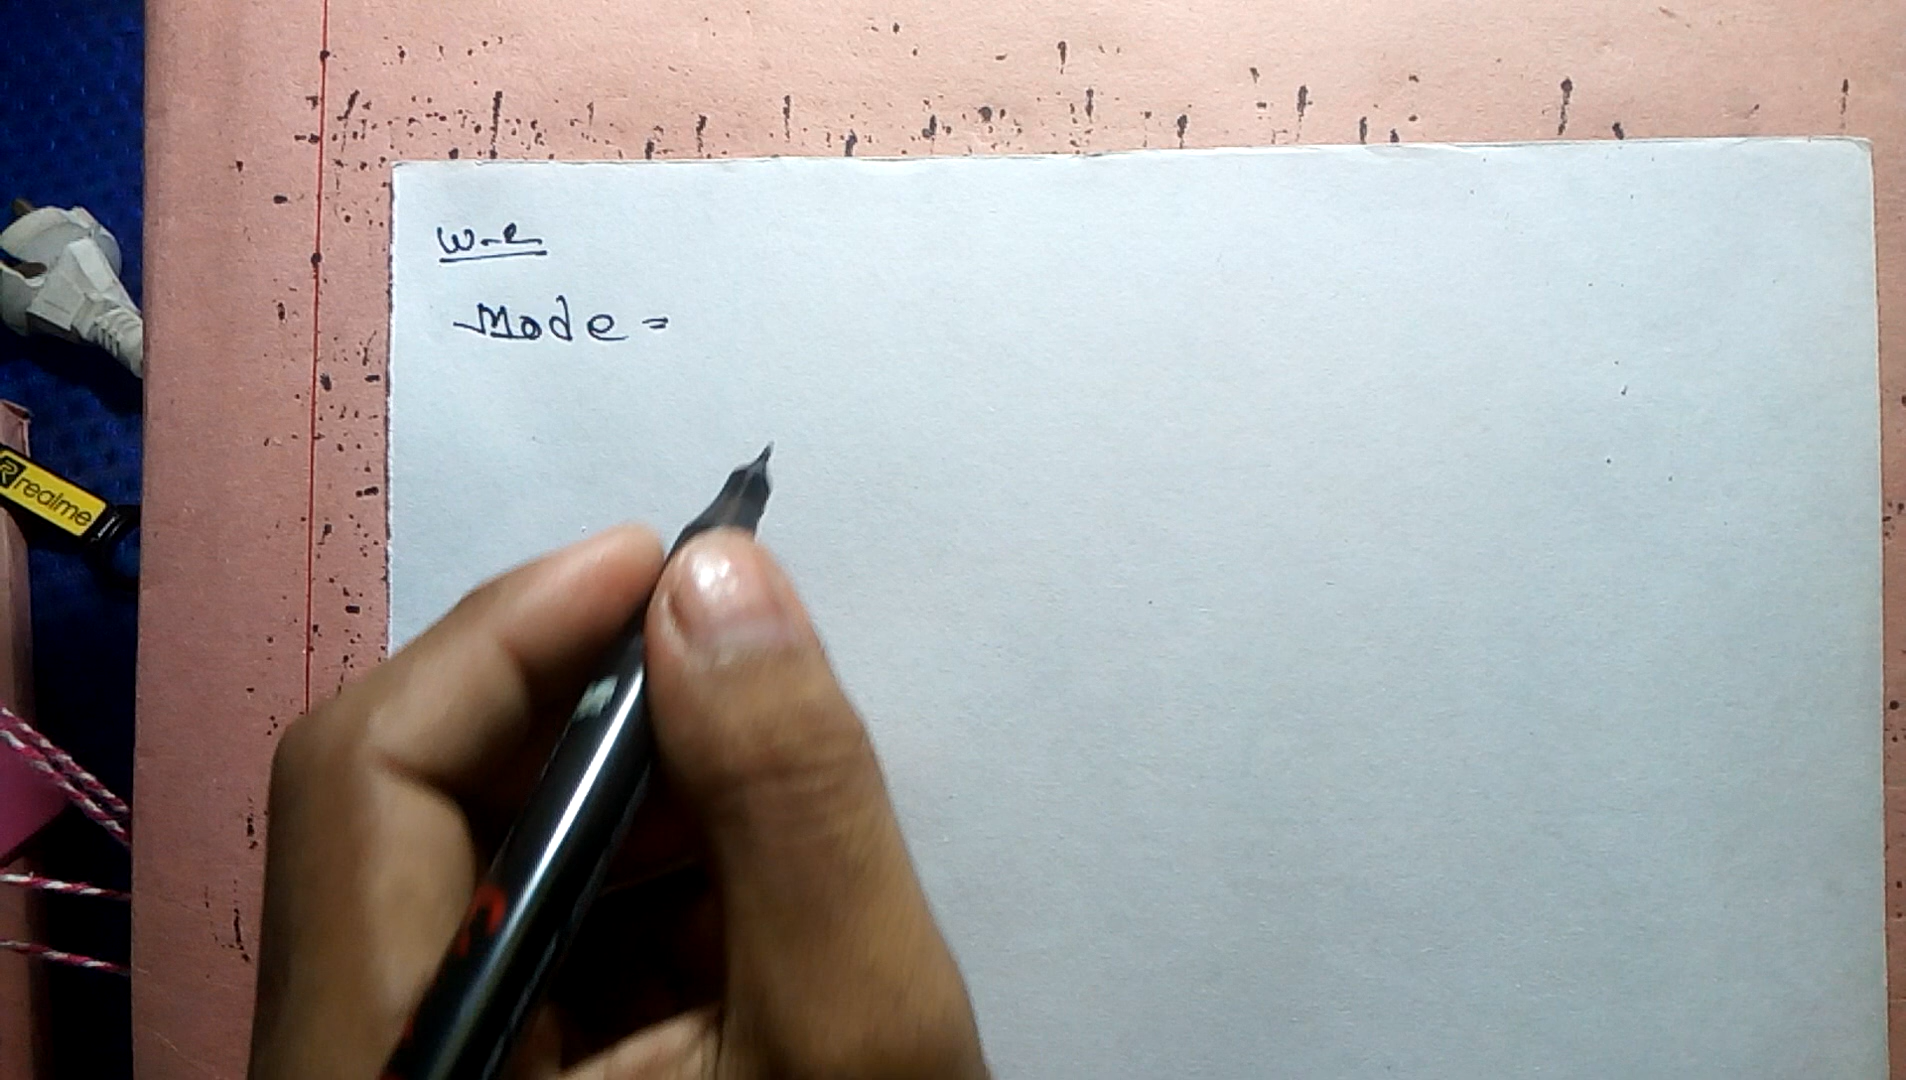 W-R
Mode =
realme